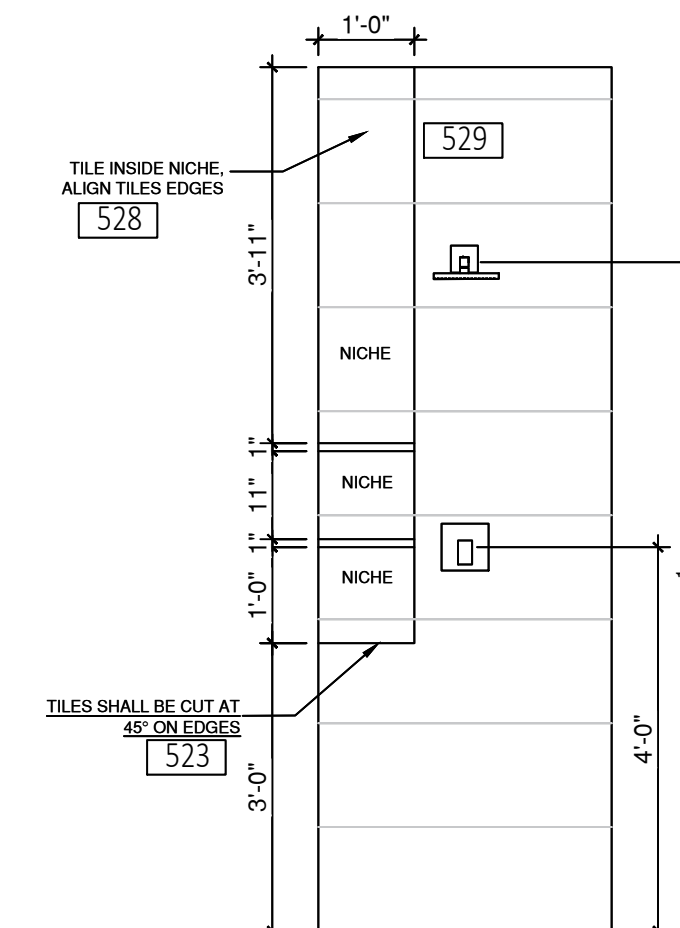 1'-0"
529
TILE INSIDE NICHE,
ALIGN TILES EDGES
528
3'-11"
NICHE
1"
NICHE
11"
1"
NICHE
1'-0"
TILES SHALL BE CUT AT
45° ON EDGES
523
3'-0"
4'-0"